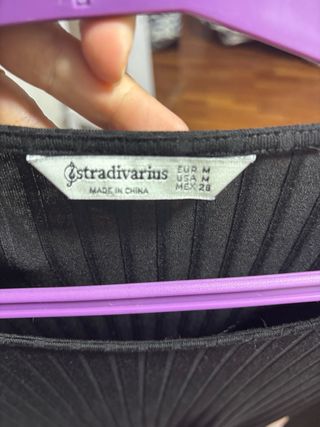 stradivarius
MADE IN CHINA
EUR M
USA M
MEX 28